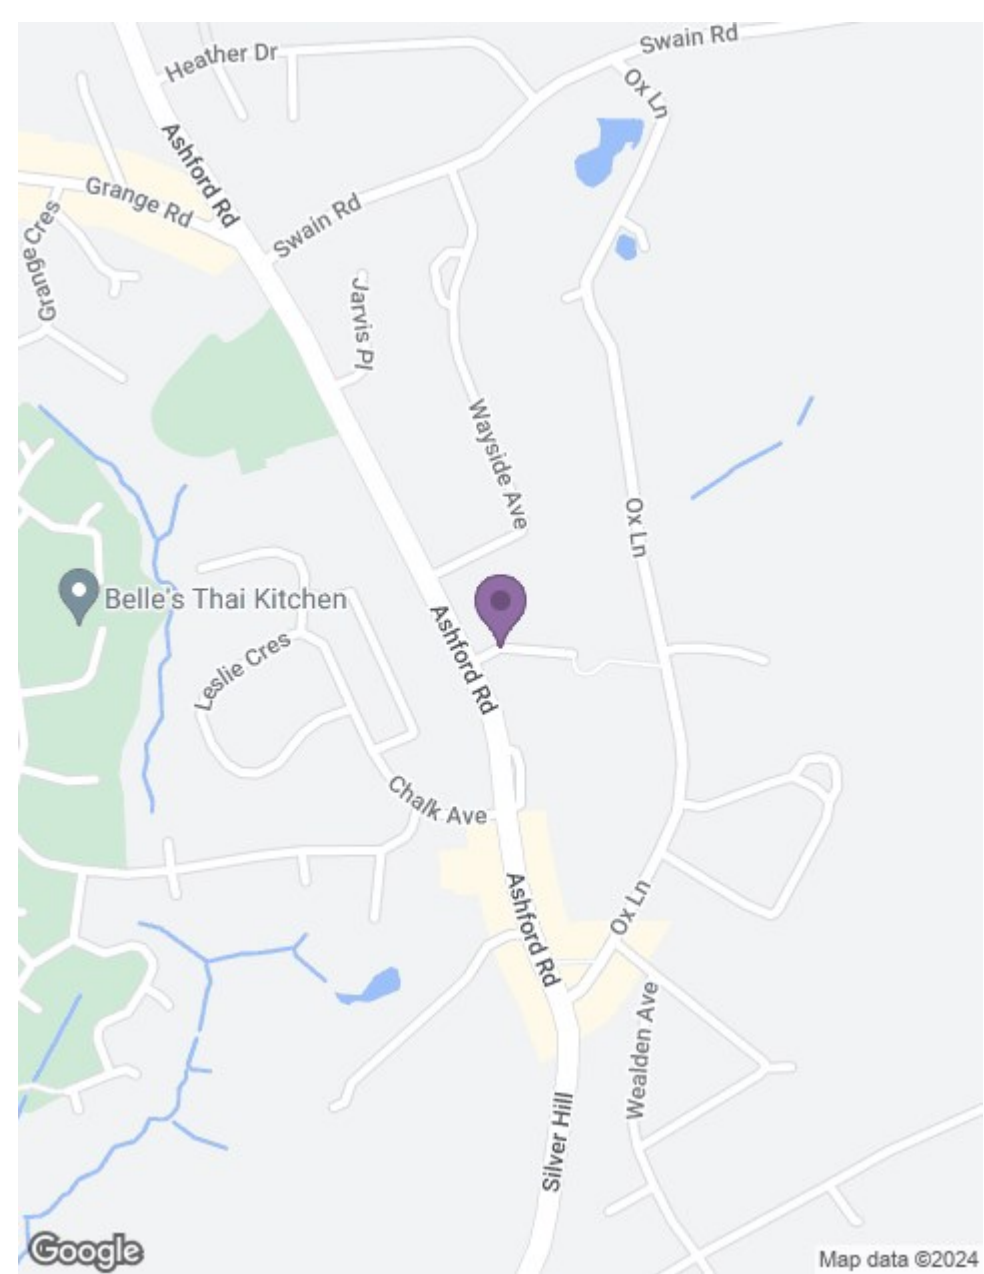 Swain Rd
Heather Dr
Ox Ln
Ashford Rd
Grange Rd
Swain Rd
Grange Cres
Jarvis Pl
Wayside Ave
Ox Ln
Belle's Thai Kitchen
Ashford Rd
Leslie Cres
Chalk Ave
Ashford Rd
Ox Ln
Wealden Ave
Silver Hill
Google
Map data ©2024